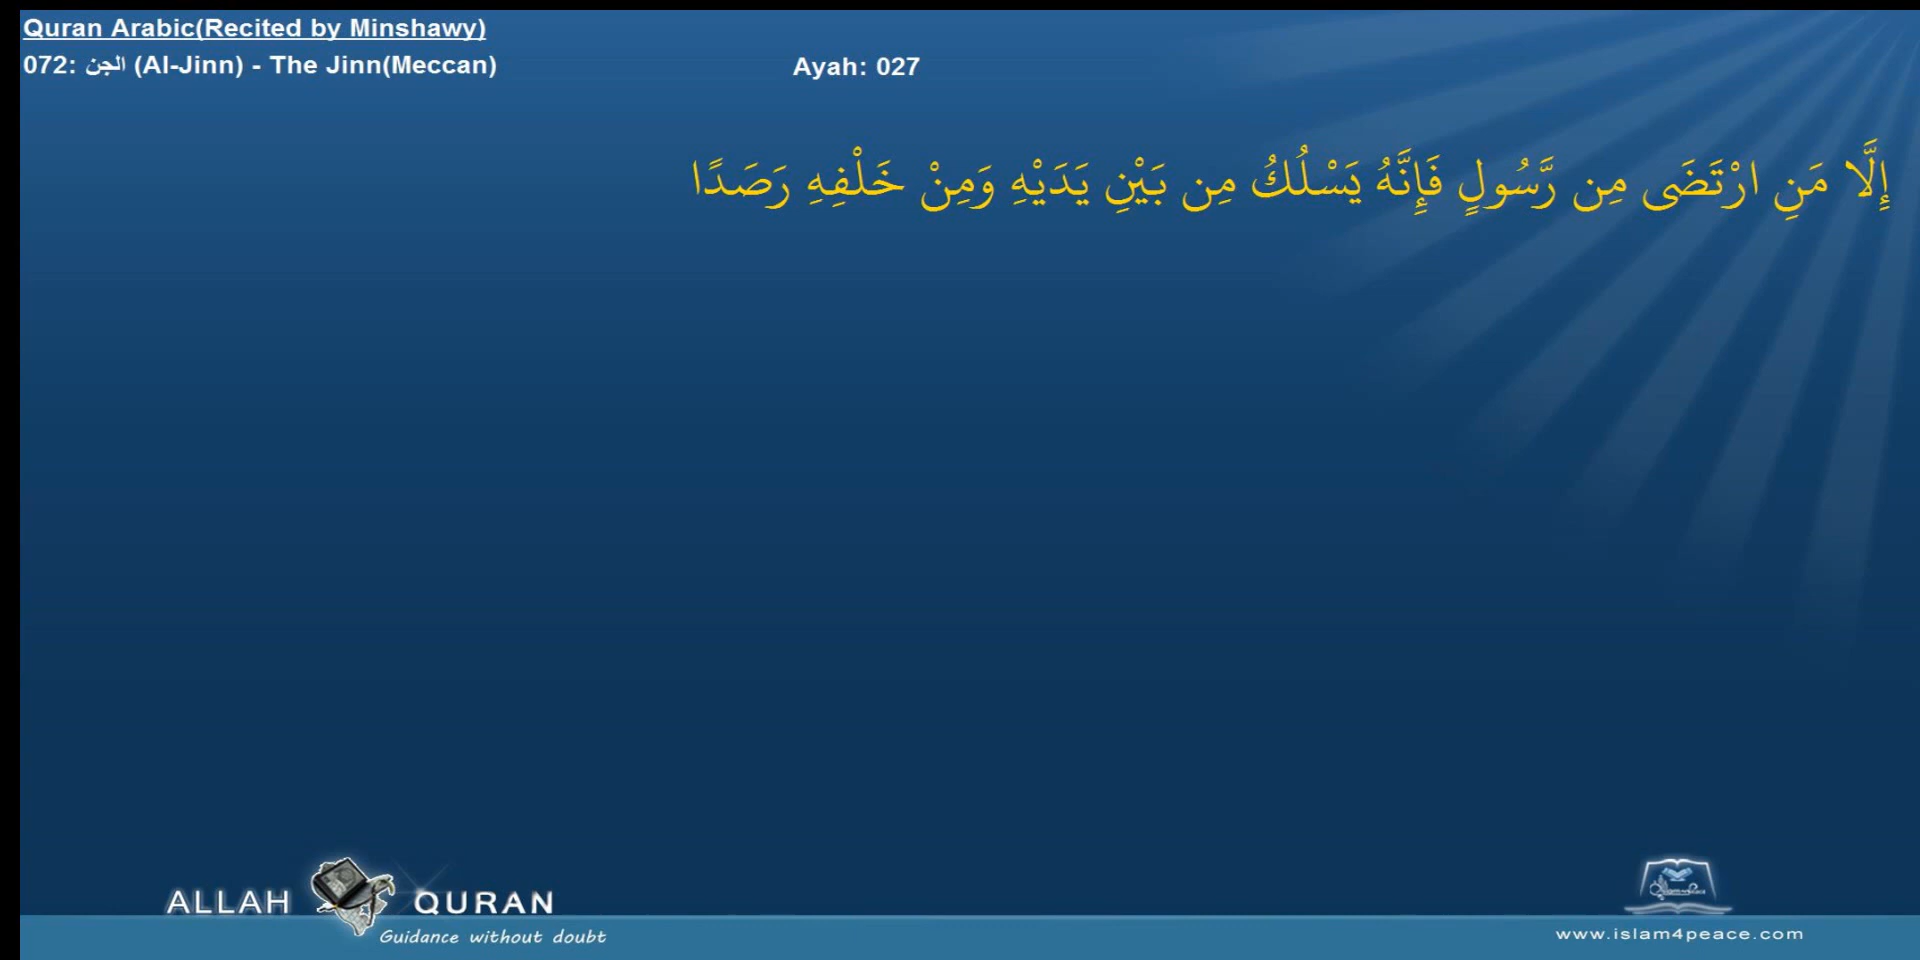 Quran Arabic(Recited by Minshawy)
072: الجن (Al-Jinn) - The Jinn(Meccan)
Ayah: 027
إِلَّا مَنِ ارْتَضَى مِن رَّسُولٍ فَإِنَّهُ يَسْلُكُ مِن بَيْنِ يَدَيْهِ وَمِنْ خَلْفِهِ رَصَدًا
ALLAH QURAN
Guidance without doubt
www.islam4peace.com